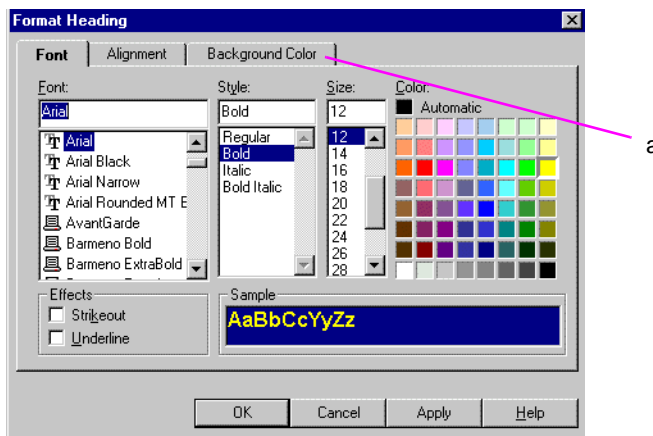 Format Heading
Font Alignment Background Color
Font: Style: Size: Color:
Arial Bold 12 Automatic
Arial Regular 12
Arial Black Bold 14
Arial Narrow Italic 16
Arial Rounded MT E Bold Italic 18
AvantGarde 20
Barmeno Bold 22
Barmeno ExtraBold 24
26
28
Effects Sample
Strikeout AaBbCcYyZz
Underline
OK Cancel Apply Help
a